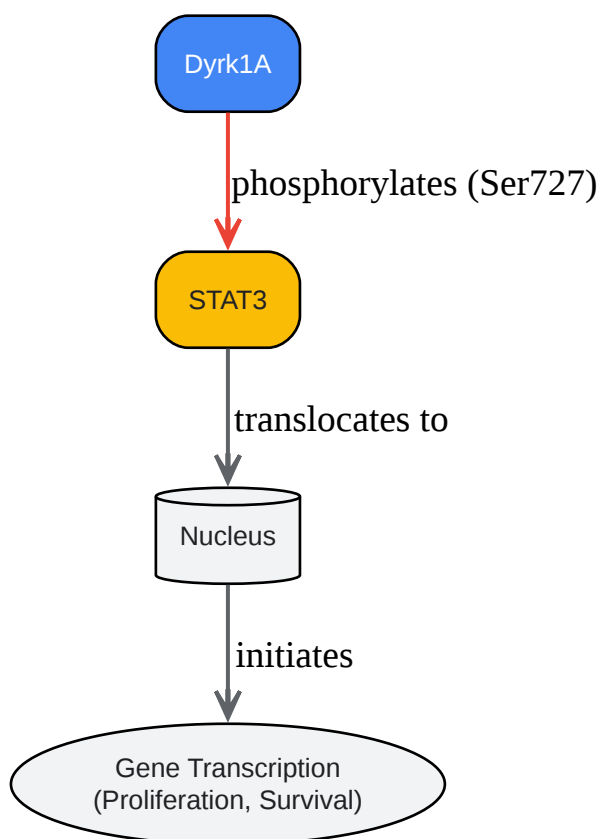 Dyrk1A
phosphorylates (Ser727)
STAT3
translocates to
Nucleus
initiates
Gene Transcription
(Proliferation, Survival)